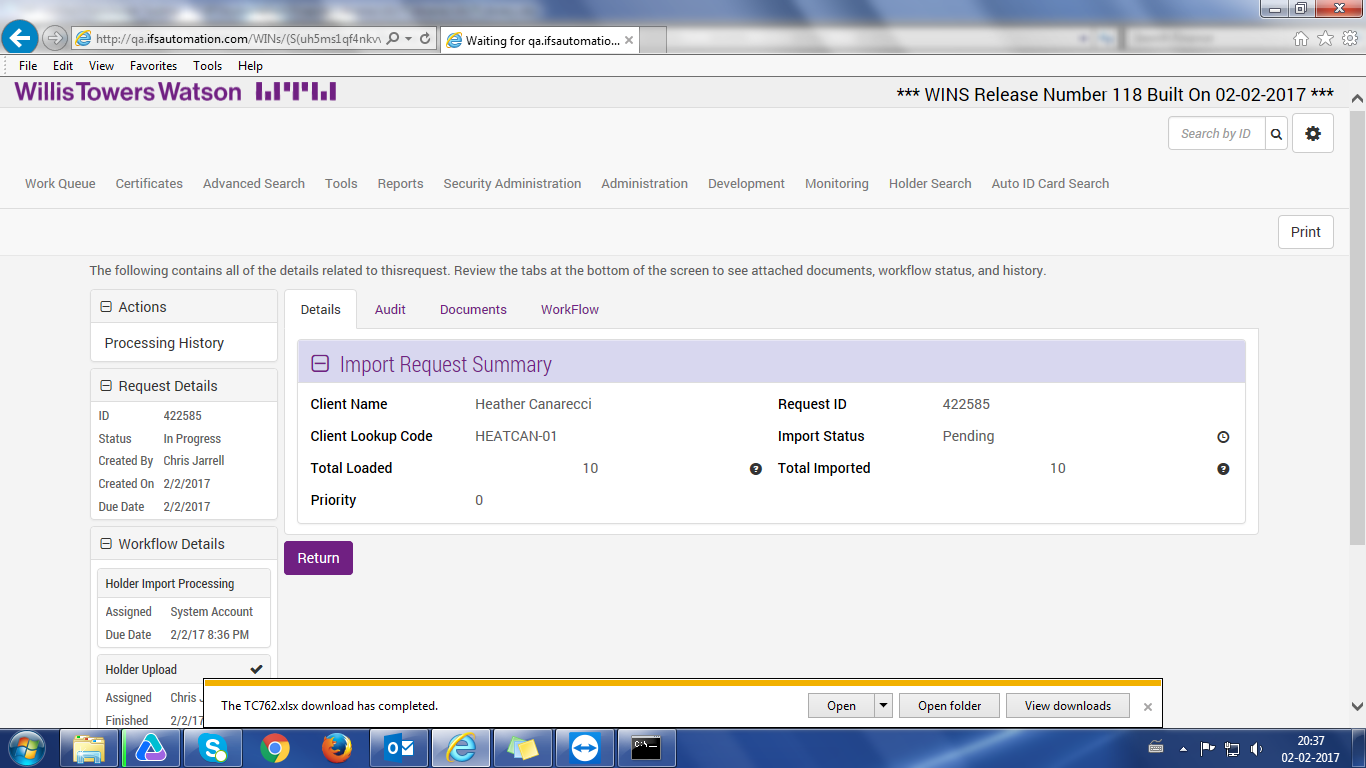 http://qa.ifsautomation.com/WINs/(S(uh5ms1qf4nkvv
Waiting for qa.ifsautomatio...
File Edit View Favorites Tools Help
WillisTowersWatson
*** WINS Release Number 118 Built On 02-02-2017 ***
Search by ID
Work Queue Certificates Advanced Search Tools Reports Security Administration Administration Development Monitoring Holder Search Auto ID Card Search
Print
The following contains all of the details related to thisrequest. Review the tabs at the bottom of the screen to see attached documents, workflow status, and history.
Actions
Processing History
Request Details
ID 422585
Status In Progress
Created By Chris Jarrell
Created On 2/2/2017
Due Date 2/2/2017
Workflow Details
Holder Import Processing
Assigned System Account
Due Date 2/2/17 8:36 PM
Holder Upload
Assigned Chris J
Finished 2/2/17
Details Audit Documents WorkFlow
Import Request Summary
Client Name Heather Canarecci Request ID 422585
Client Lookup Code HEATCAN-01 Import Status Pending
Total Loaded 10 Total Imported 10
Priority 0
Return
The TC762.xlsx download has completed.
Open Open folder View downloads
20:37
02-02-2017